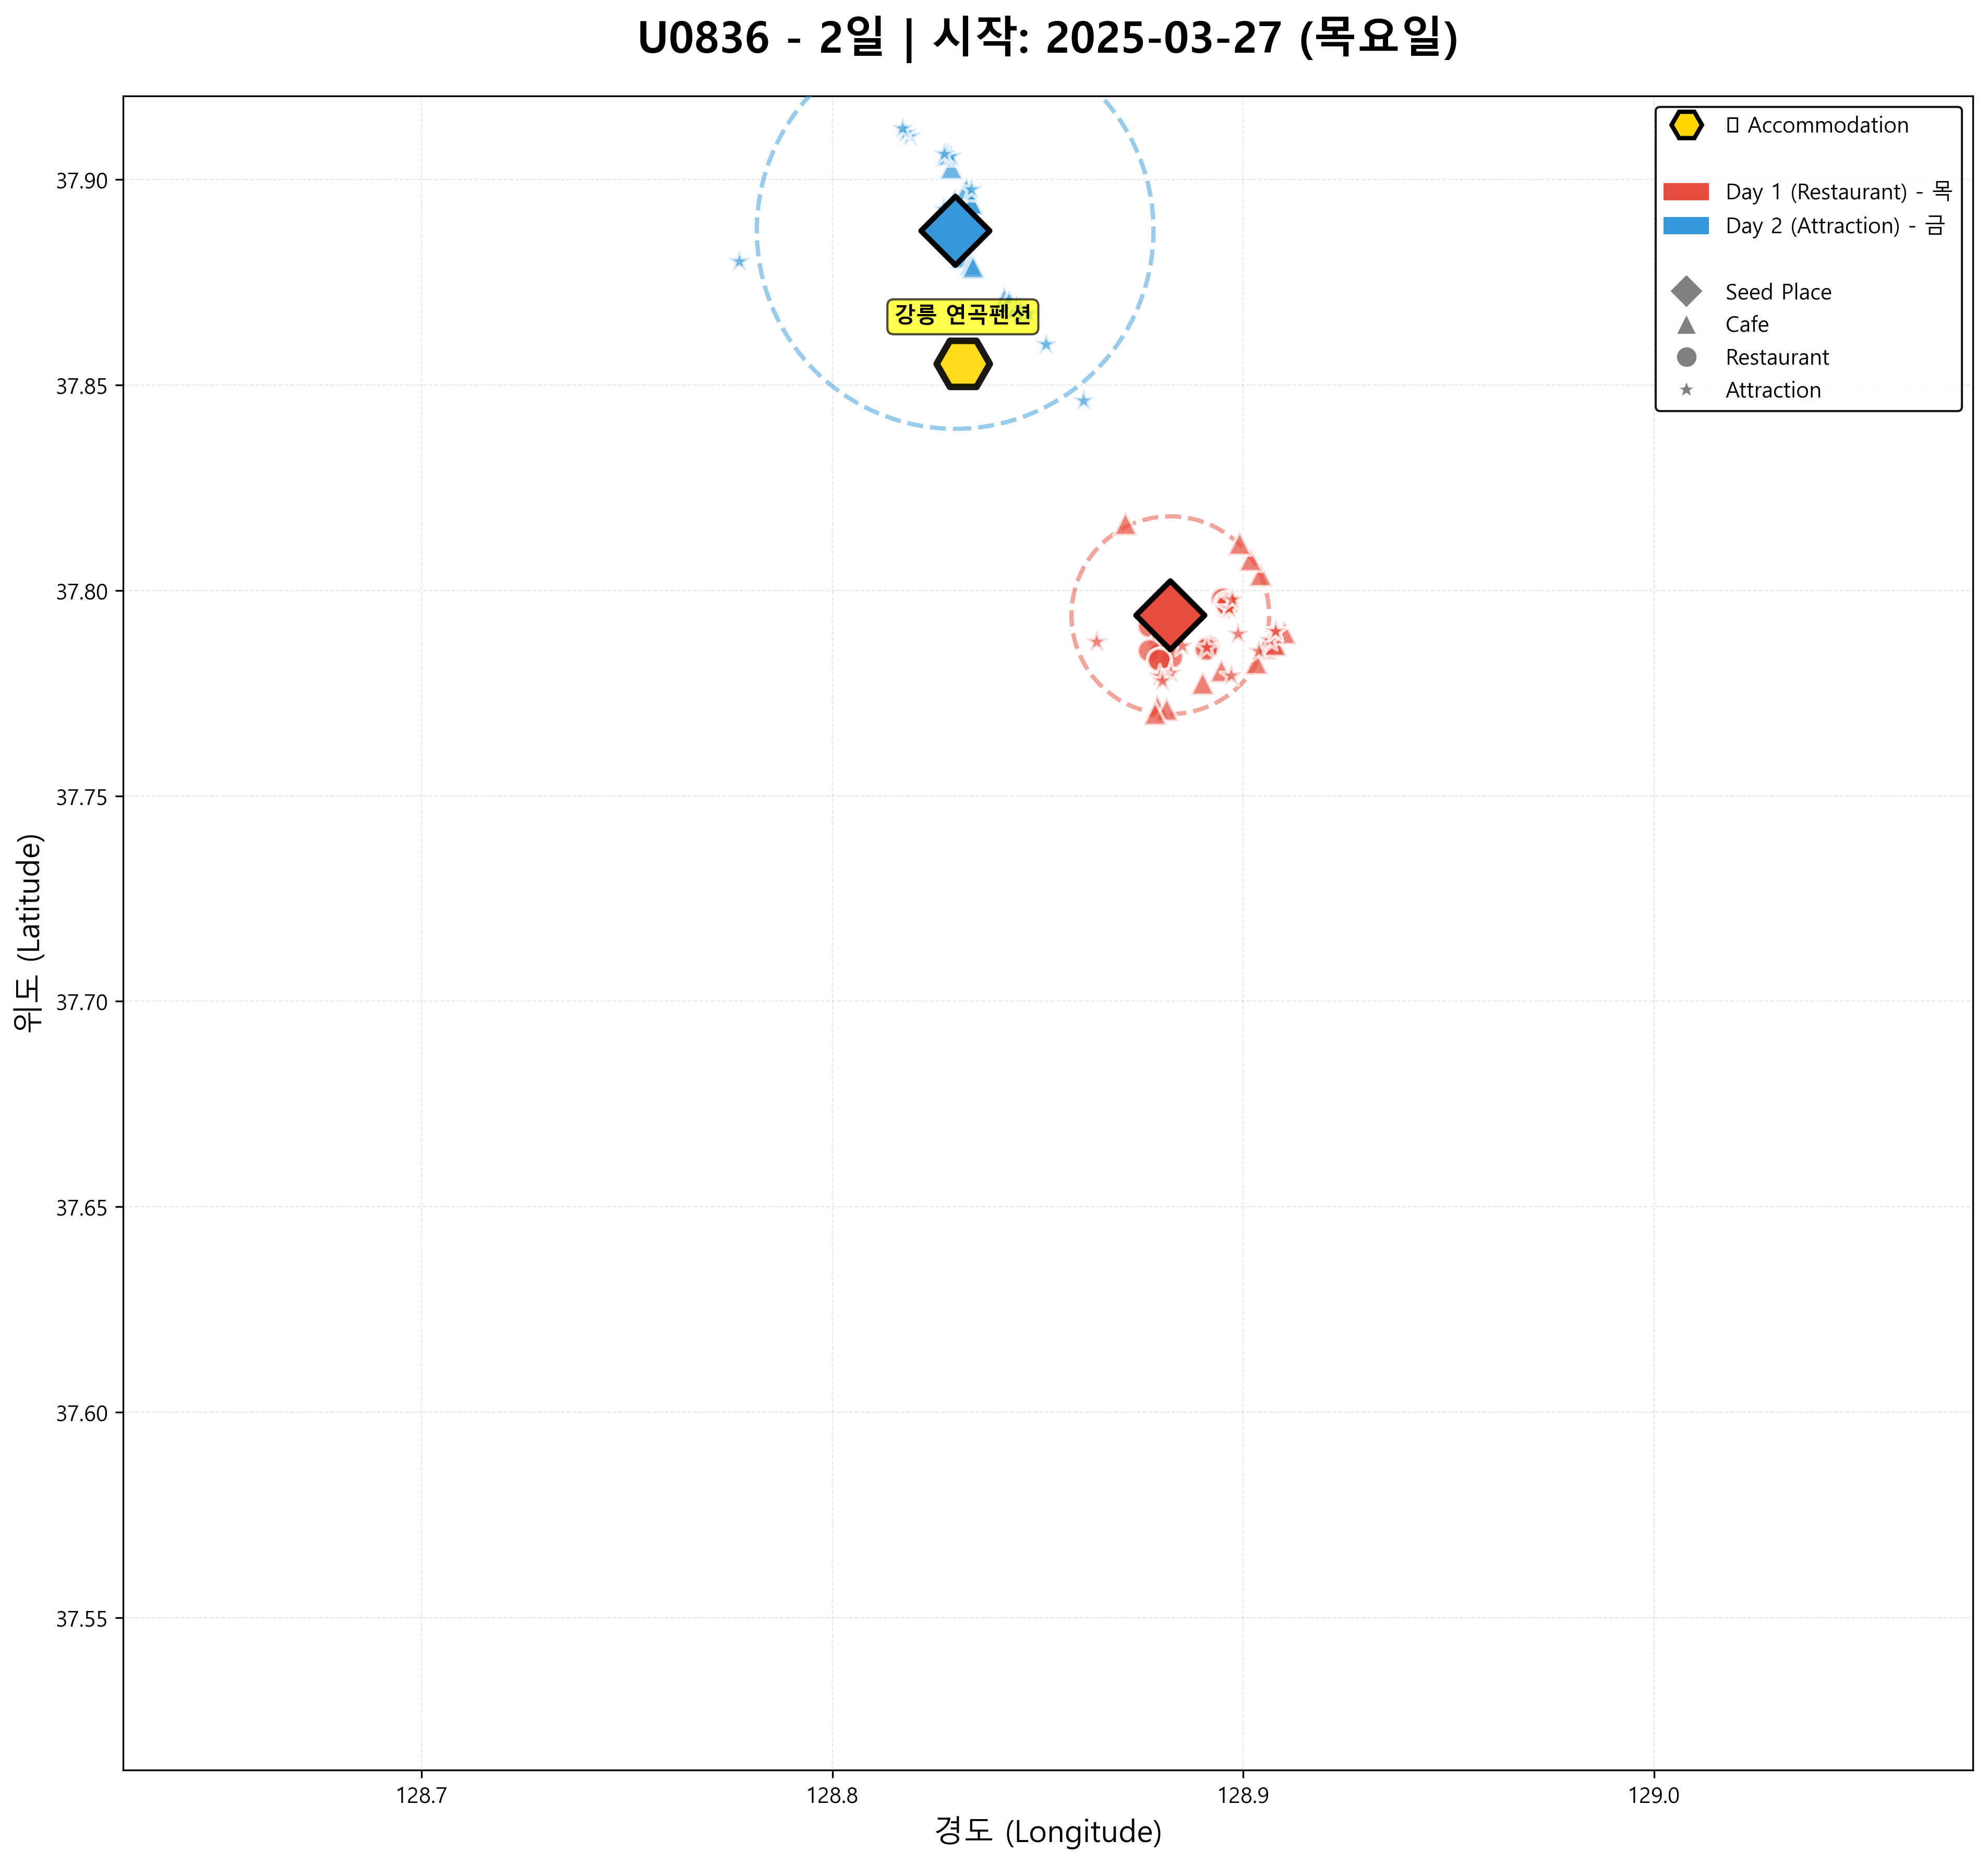 U0836 - 2일 | 시작: 2025-03-27 (목요일)
Accommodation
Day 1 (Restaurant) - 목
Day 2 (Attraction) - 금
Seed Place
Cafe
Restaurant
Attraction
강릉 연곡펜션
37.90
37.85
37.80
37.75
37.70
37.65
37.60
37.55
위도 (Latitude)
128.7
128.8
128.9
129.0
경도 (Longitude)